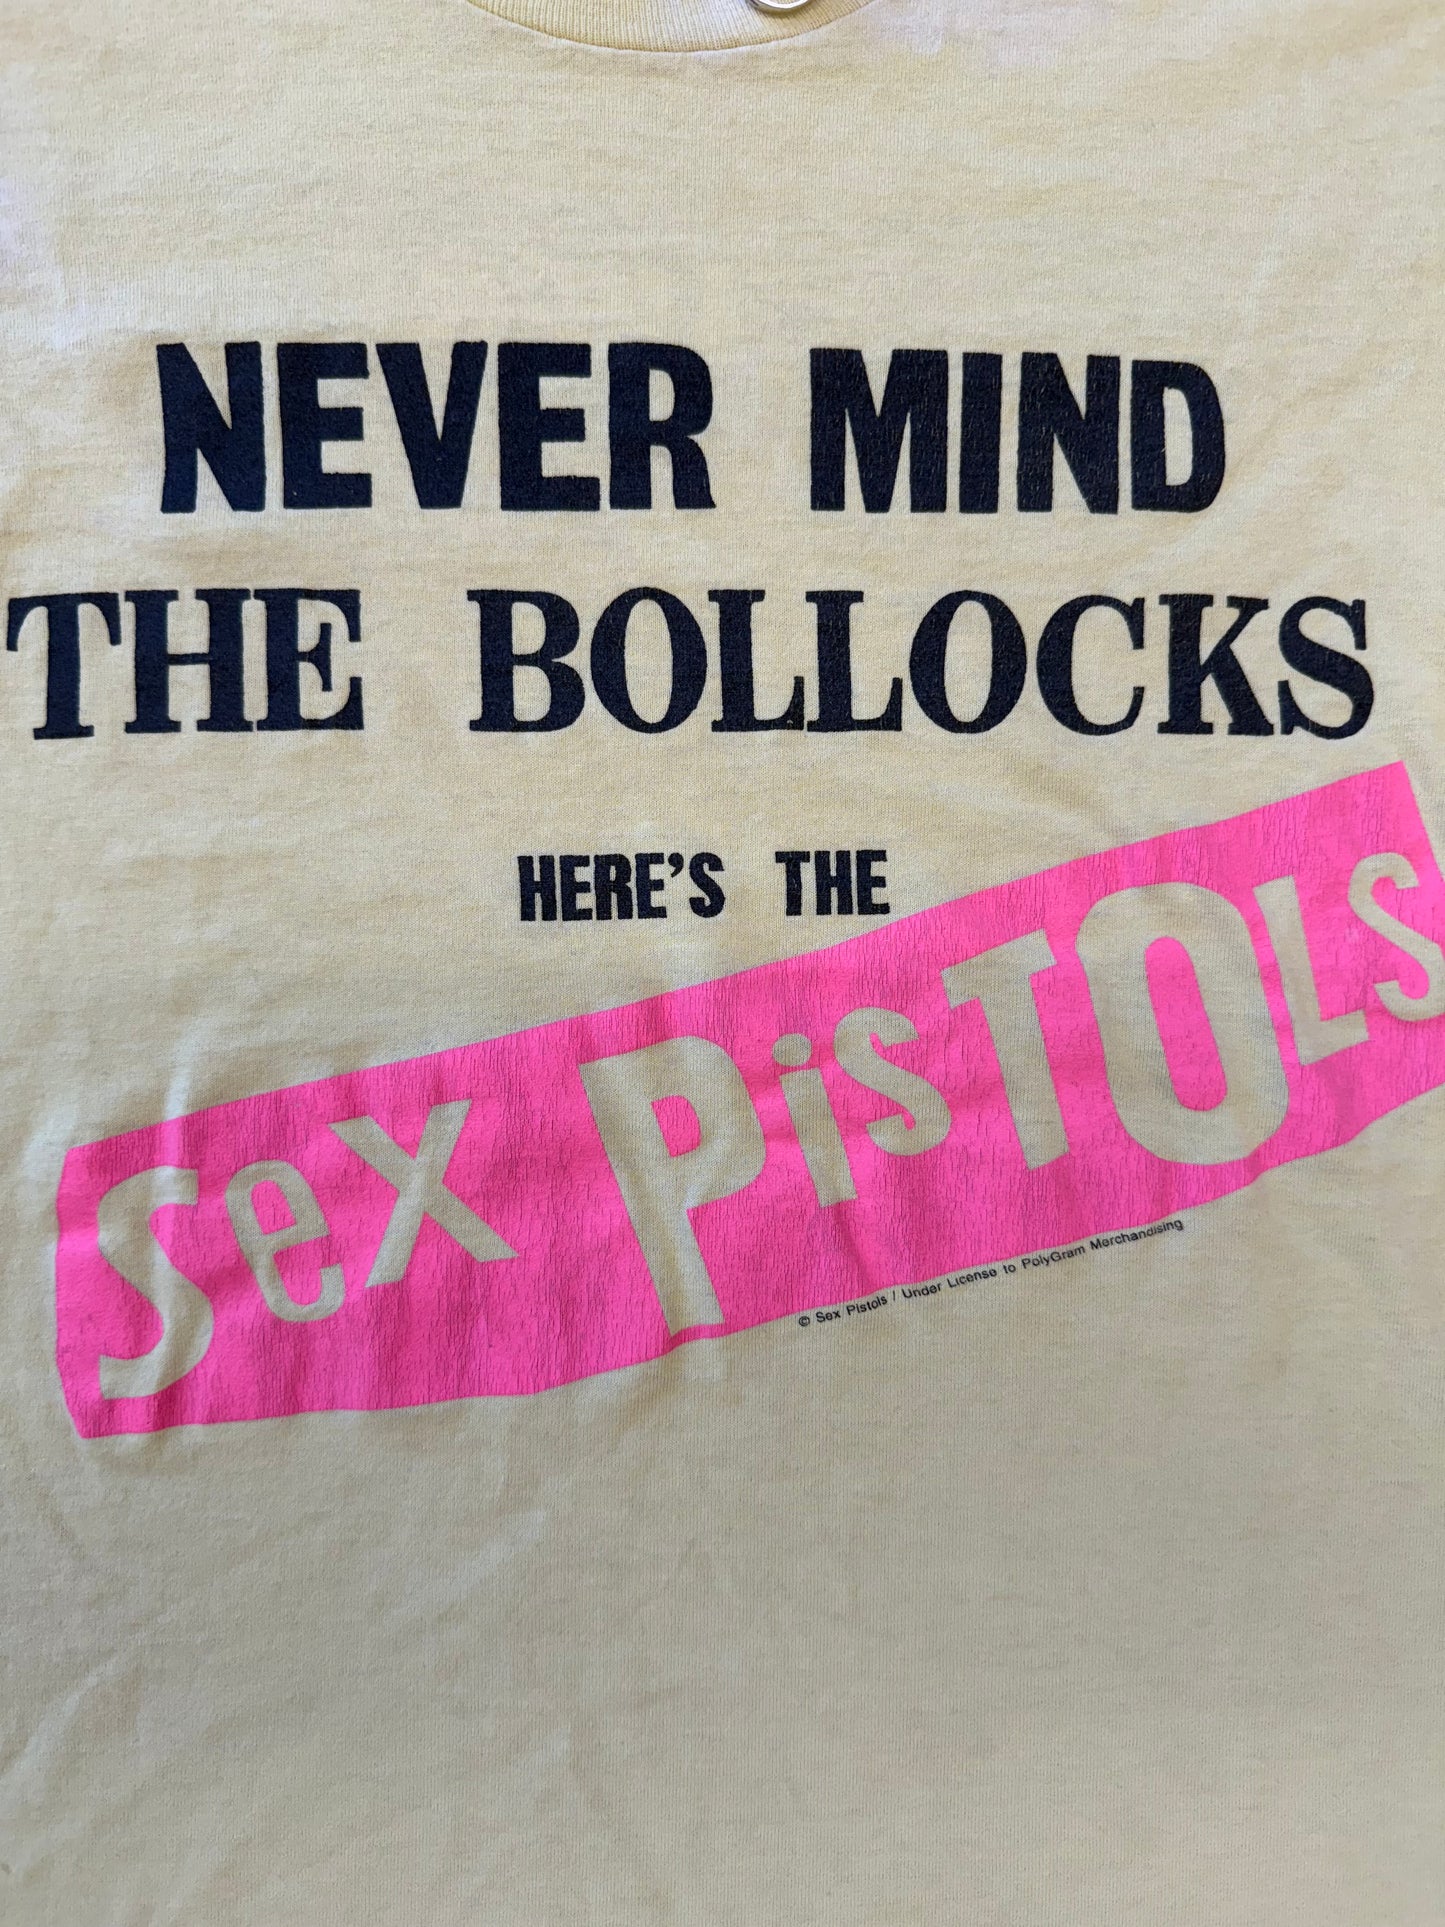 NEVER MIND
THE BOLLOCKS
HERE'S THE
Sex PisTOLS
© Sex Pistols / Under License to PolyGram Merchandising